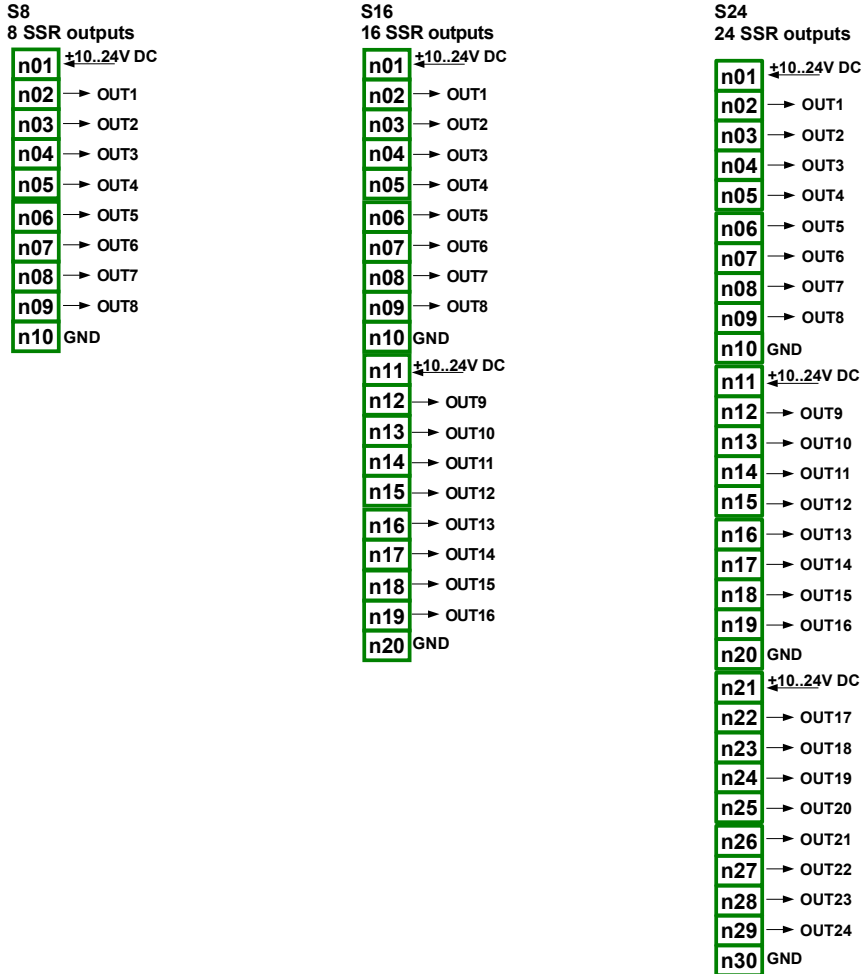 S8
8 SSR outputs
n01 +10..24V DC
n02 OUT1
n03 OUT2
n04 OUT3
n05 OUT4
n06 OUT5
n07 OUT6
n08 OUT7
n09 OUT8
n10 GND
S16
16 SSR outputs
n01 +10..24V DC
n02 OUT1
n03 OUT2
n04 OUT3
n05 OUT4
n06 OUT5
n07 OUT6
n08 OUT7
n09 OUT8
n10 GND
n11 +10..24V DC
n12 OUT9
n13 OUT10
n14 OUT11
n15 OUT12
n16 OUT13
n17 OUT14
n18 OUT15
n19 OUT16
n20 GND
S24
24 SSR outputs
n01 +10..24V DC
n02 OUT1
n03 OUT2
n04 OUT3
n05 OUT4
n06 OUT5
n07 OUT6
n08 OUT7
n09 OUT8
n10 GND
n11 +10..24V DC
n12 OUT9
n13 OUT10
n14 OUT11
n15 OUT12
n16 OUT13
n17 OUT14
n18 OUT15
n19 OUT16
n20 GND
n21 +10..24V DC
n22 OUT17
n23 OUT18
n24 OUT19
n25 OUT20
n26 OUT21
n27 OUT22
n28 OUT23
n29 OUT24
n30 GND